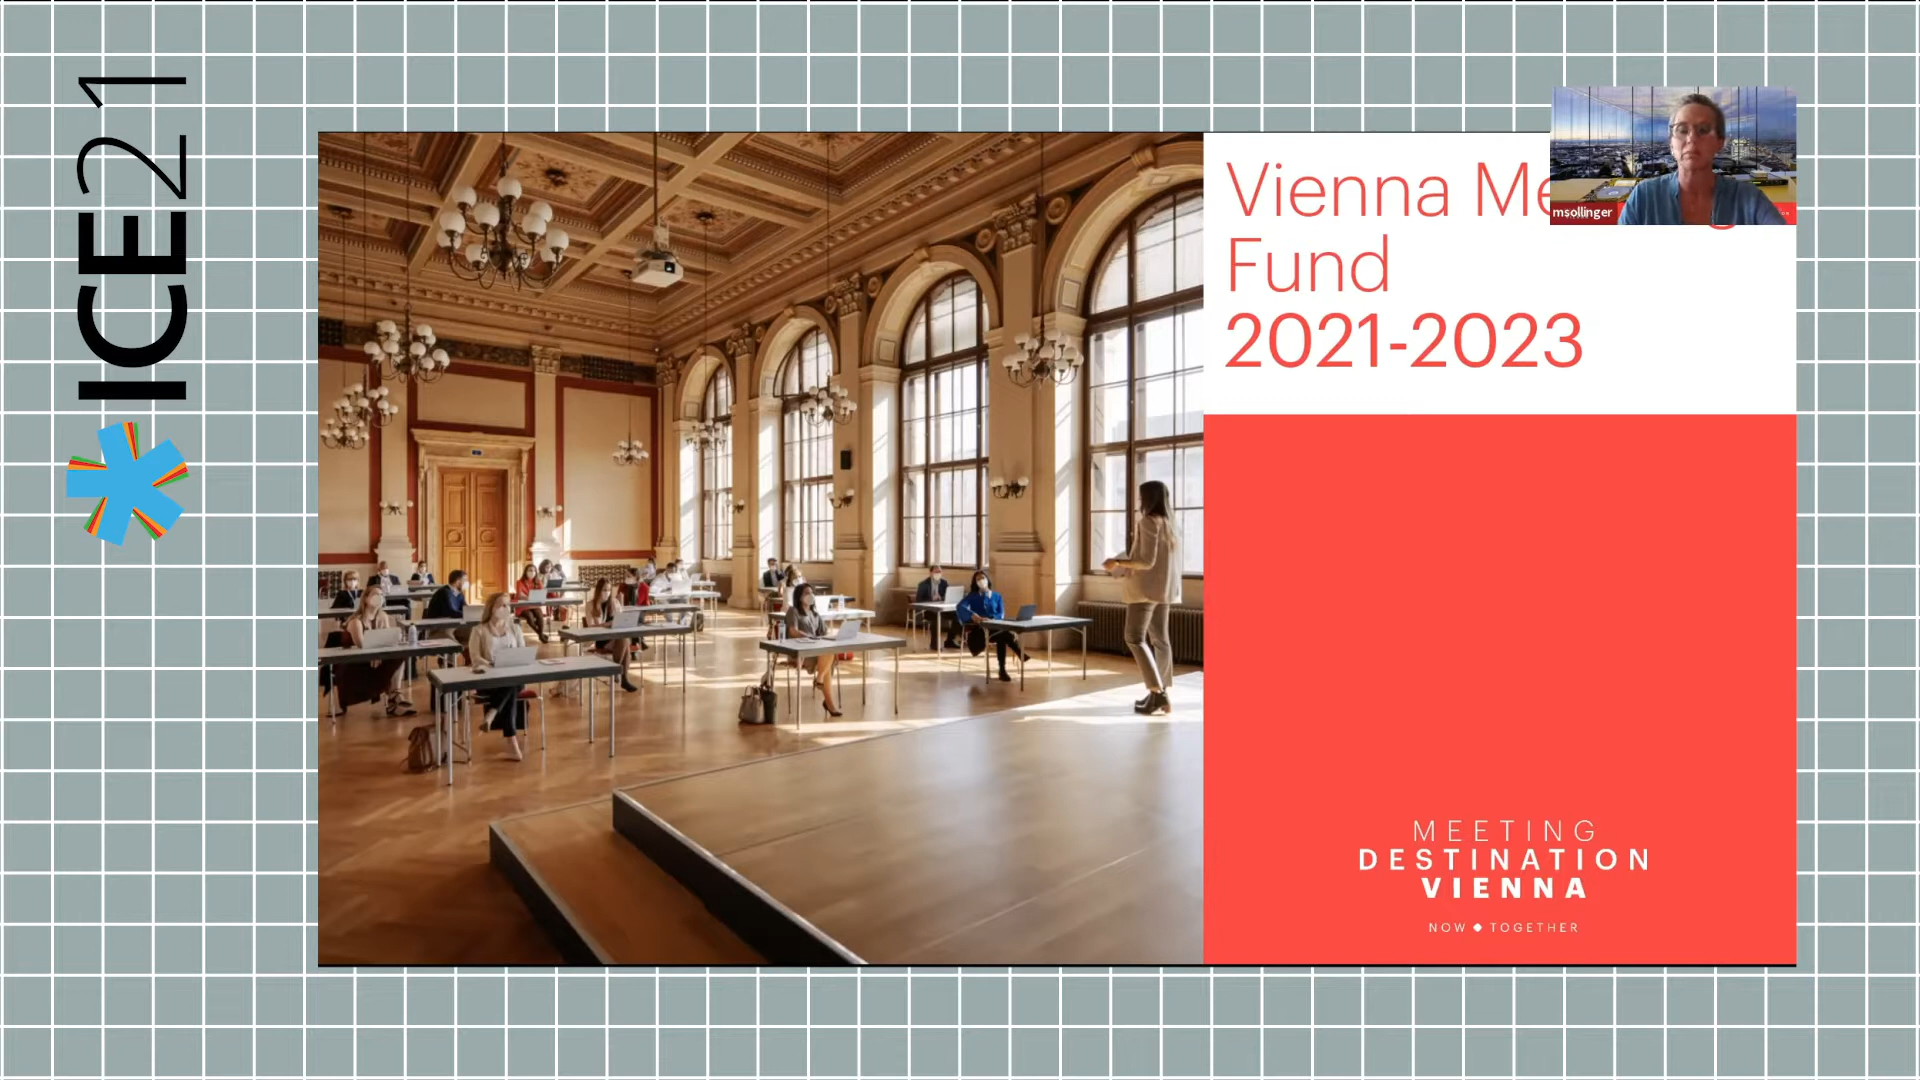 ICE21
Vienna Me
Fund
2021-2023
msollinger
MEETING
DESTINATION
VIENNA
NOW ◆ TOGETHER